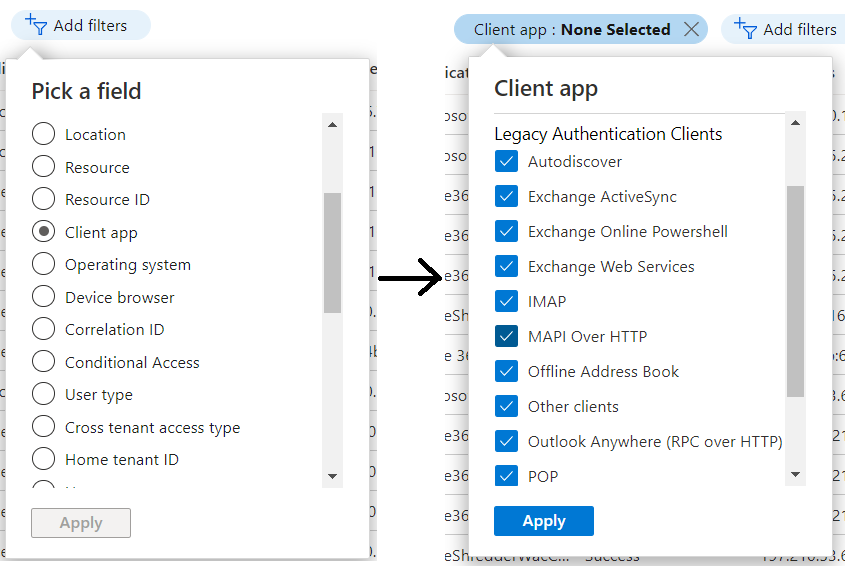 Add filters
Pick a field
Location
Resource
Resource ID
Client app
Operating system
Device browser
Correlation ID
Conditional Access
User type
Cross tenant access type
Home tenant ID
Apply
Client app : None Selected
Add filters
Client app
Legacy Authentication Clients
Autodiscover
Exchange ActiveSync
Exchange Online Powershell
Exchange Web Services
IMAP
MAPI Over HTTP
Offline Address Book
Other clients
Outlook Anywhere (RPC over HTTP)
POP
Apply